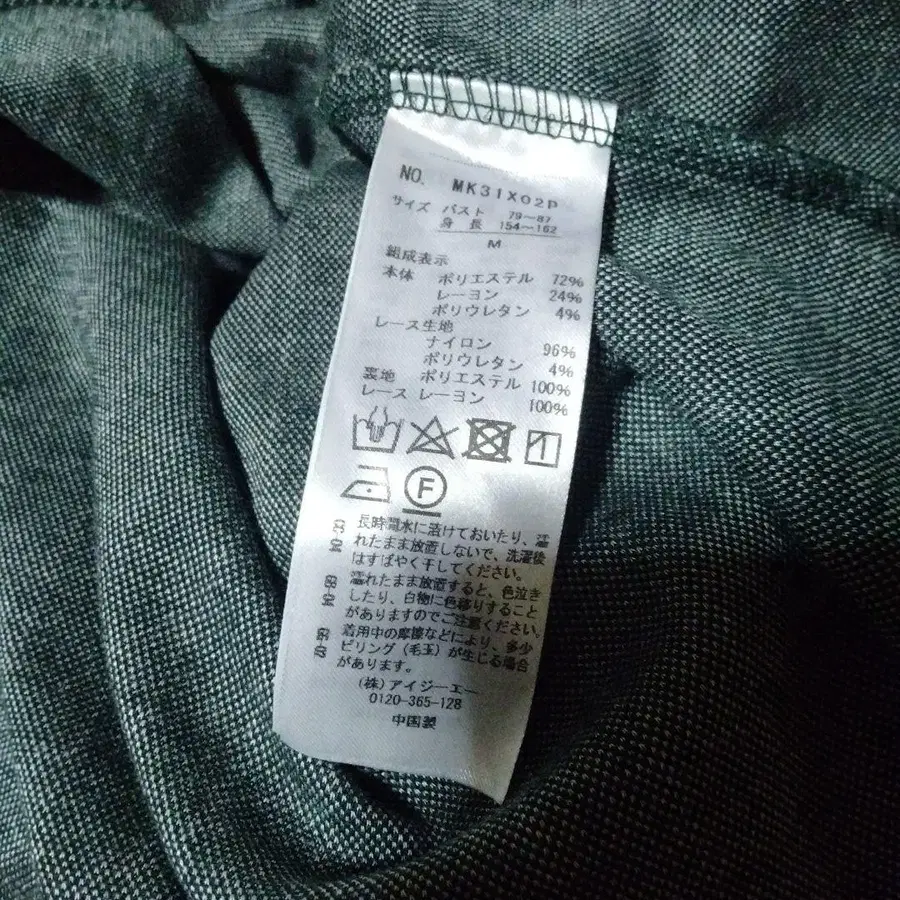 NO. MK31X02P
サイズ バスト 79～87
身長 154～162
M
組成表示
本体 ポリエステル 72%
レーヨン 24%
ポリウレタン 4%
レース生地
ナイロン 96%
ポリウレタン 4%
裏地 ポリエステル 100%
レース レーヨン 100%
F
長時間水に漬けておいたり、濡
れたまま放置しないで、洗濯後
はすばやく干してください。
濡れたまま放置すると、色泣き
したり、白物に色移りすること
がありますのでご注意ください。
着用中の摩擦などにより、多少
ピリング(毛玉)が生じる場合
があります。
(株)アイジーエー
0120-365-128
中国製